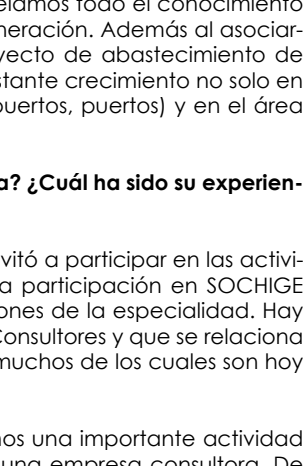 elamos todo el conocimiento
neración. Además al asociar-
yecto de abastecimiento de
stante crecimiento no solo en
puertos, puertos) y en el área
a? ¿Cuál ha sido su experien-
vitó a participar en las activi-
a participación en SOCHIGE
ones de la especialidad. Hay
Consultores y que se relaciona
muchos de los cuales son hoy
nos una importante actividad
una empresa consultora. De